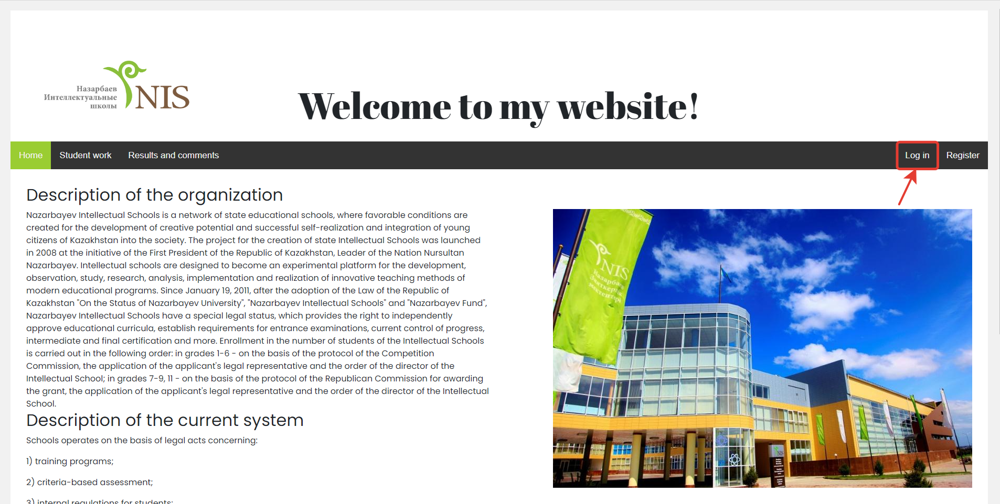 Назарбаев
Интеллектуальные
школы
NIS
Welcome to my website!
Home
Student work
Results and comments
Log in
Register
Description of the organization
Nazarbayev Intellectual Schools is a network of state educational schools, where favorable conditions are
created for the development of creative potential and successful self-realization and integration of young
citizens of Kazakhstan into the society. The project for the creation of state Intellectual Schools was launched
in 2008 at the initiative of the First President of the Republic of Kazakhstan, Leader of the Nation Nursultan
Nazarbayev. Intellectual schools are designed to become an experimental platform for the development,
observation, study, research, analysis, implementation and realization of innovative teaching methods of
modern educational programs. Since January 19, 2011, after the adoption of the Law of the Republic of
Kazakhstan "On the Status of Nazarbayev University", "Nazarbayev Intellectual Schools" and "Nazarbayev Fund",
Nazarbayev Intellectual Schools have a special legal status, which provides the right to independently
approve educational curricula, establish requirements for entrance examinations, current control of progress,
intermediate and final certification and more. Enrollment in the number of students of the Intellectual Schools
is carried out in the following order: in grades 1-6 - on the basis of the protocol of the Competition
Commission, the application of the applicant's legal representative and the order of the director of the
Intellectual School; in grades 7-9, 11 - on the basis of the protocol of the Republican Commission for awarding
the grant, the application of the applicant's legal representative and the order of the director of the Intellectual
School.
Description of the current system
Schools operates on the basis of legal acts concerning:
1) training programs;
2) criteria-based assessment;
3) internal regulations for students;
NIS
Назарбаев
Зияткерлік
мектептері
NIS